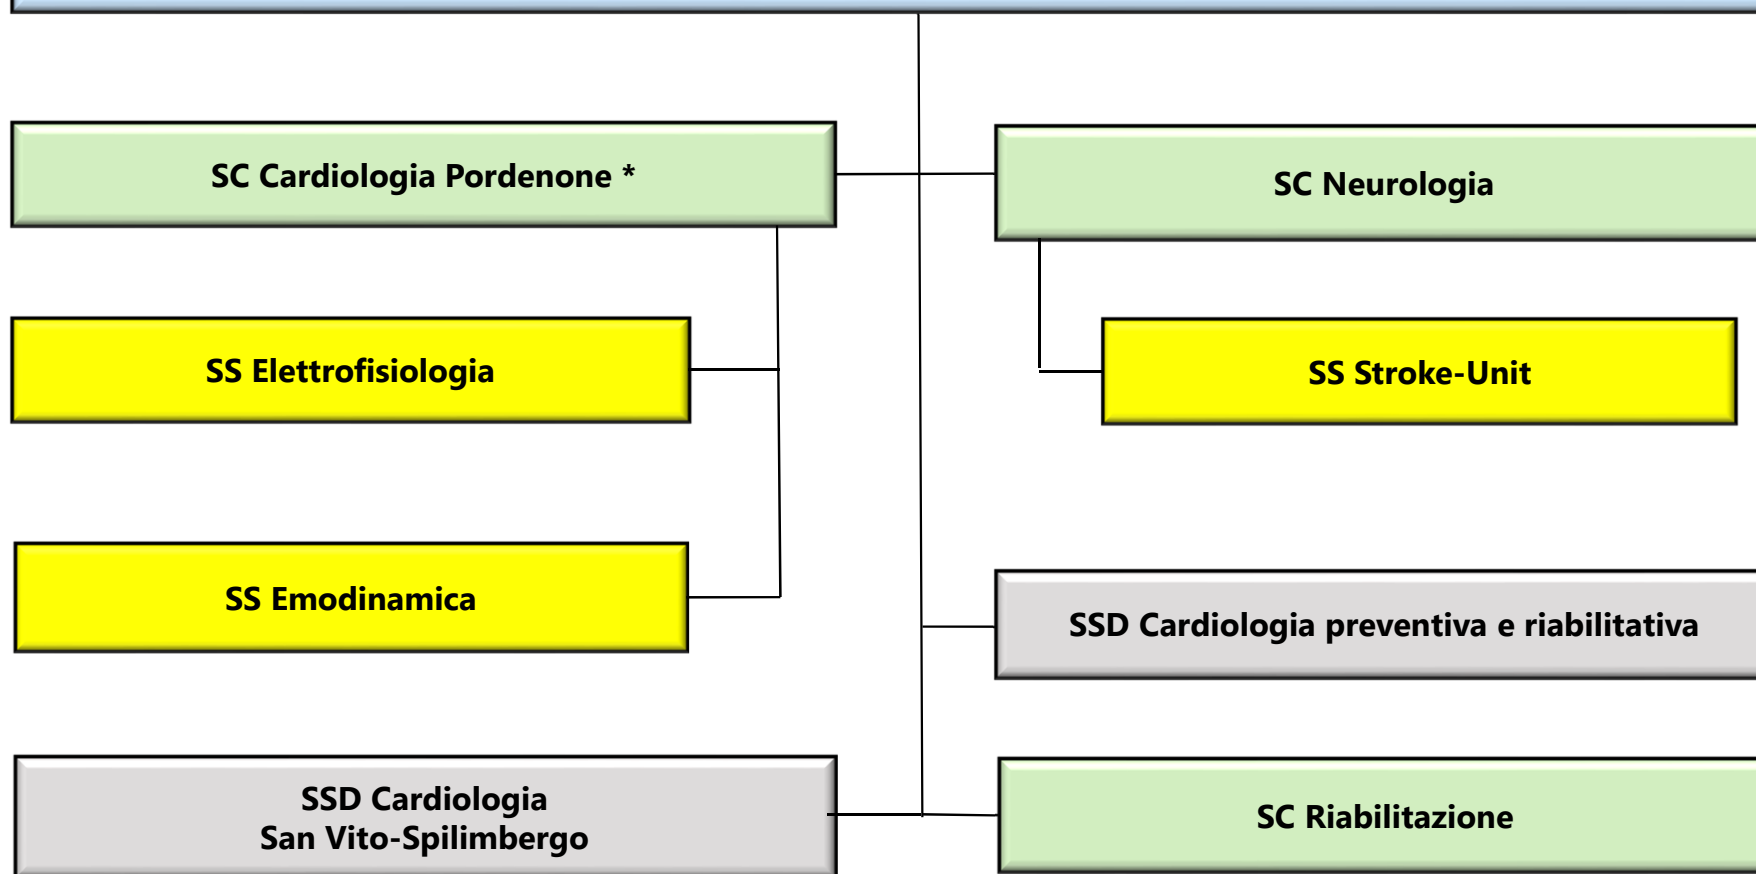 SC Cardiologia Pordenone *
SC Neurologia
SS Elettrofisiologia
SS Stroke-Unit
SS Emodinamica
SSD Cardiologia preventiva e riabilitativa
SSD Cardiologia
San Vito-Spilimbergo
SC Riabilitazione